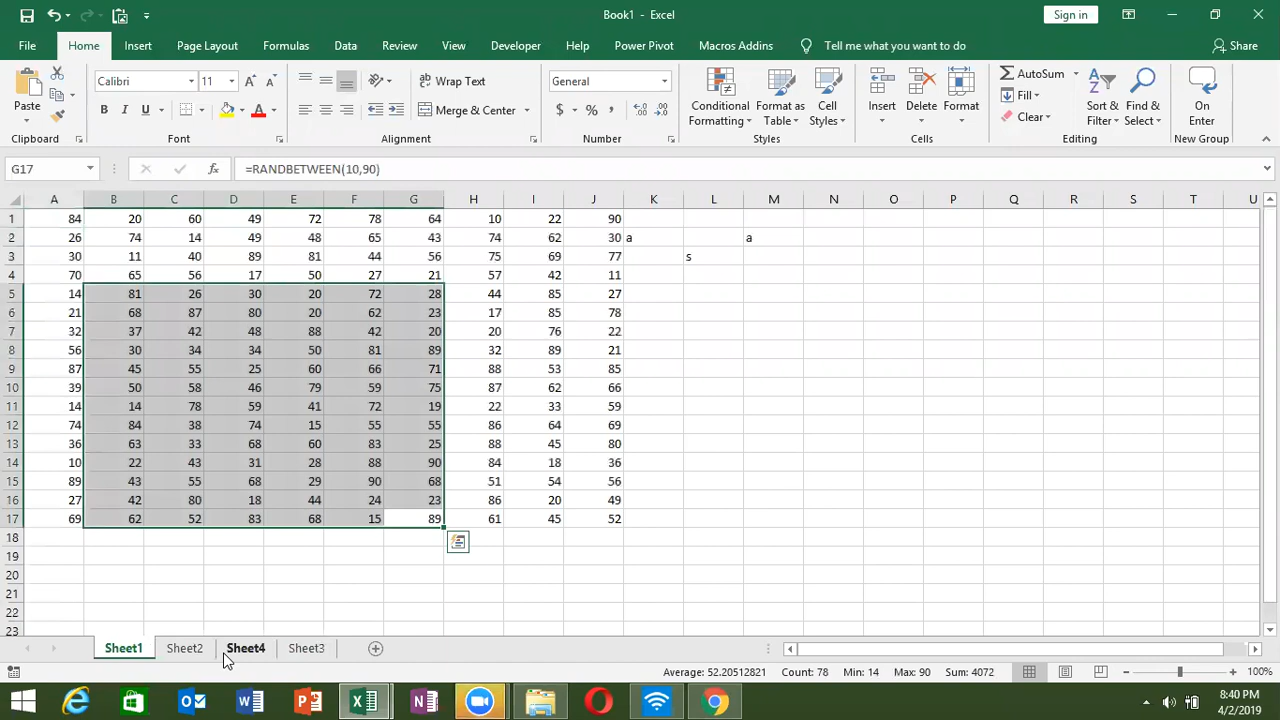 Book1 - Excel
Sign in
File Home Insert Page Layout Formulas Data Review View Developer Help Power Pivot Macros Addins Tell me what you want to do Share
Paste
Calibri 11
Wrap Text
General
Conditional Formatting
Format as Table
Cell Styles
Insert
Delete
Format
AutoSum
Fill
Clear
Sort & Filter
Find & Select
On Enter
B I U
Merge & Center
$ % ,
Clipboard Font Alignment Number Styles Cells Editing New Group
G17 fx =RANDBETWEEN(10,90)
A B C D E F G H I J K L M N O P Q R S T U
1 84 20 60 49 72 78 64 10 22 90
2 26 74 14 49 48 65 43 74 62 30 a a
3 30 11 40 89 81 44 56 75 69 77 s
4 70 65 56 17 50 27 21 57 42 11
5 14 81 26 30 20 72 28 44 85 27
6 21 68 87 80 20 62 23 17 85 78
7 32 37 42 48 88 42 20 20 76 22
8 56 30 34 34 50 81 89 32 89 21
9 87 45 55 25 60 66 71 88 53 85
10 39 50 58 46 79 59 75 87 62 66
11 14 14 78 59 41 72 19 22 33 59
12 74 84 38 74 15 55 55 86 64 69
13 36 63 33 68 60 83 25 88 45 80
14 10 22 43 31 28 88 90 84 18 36
15 89 43 55 68 29 90 68 51 54 56
16 27 42 80 18 44 24 23 86 20 49
17 69 62 52 83 68 15 89 61 45 52
18
19
20
21
22
23
Sheet1 Sheet2 Sheet4 Sheet3
Average: 52.20512821 Count: 78 Min: 14 Max: 90 Sum: 4072 100%
8:40 PM
4/2/2019